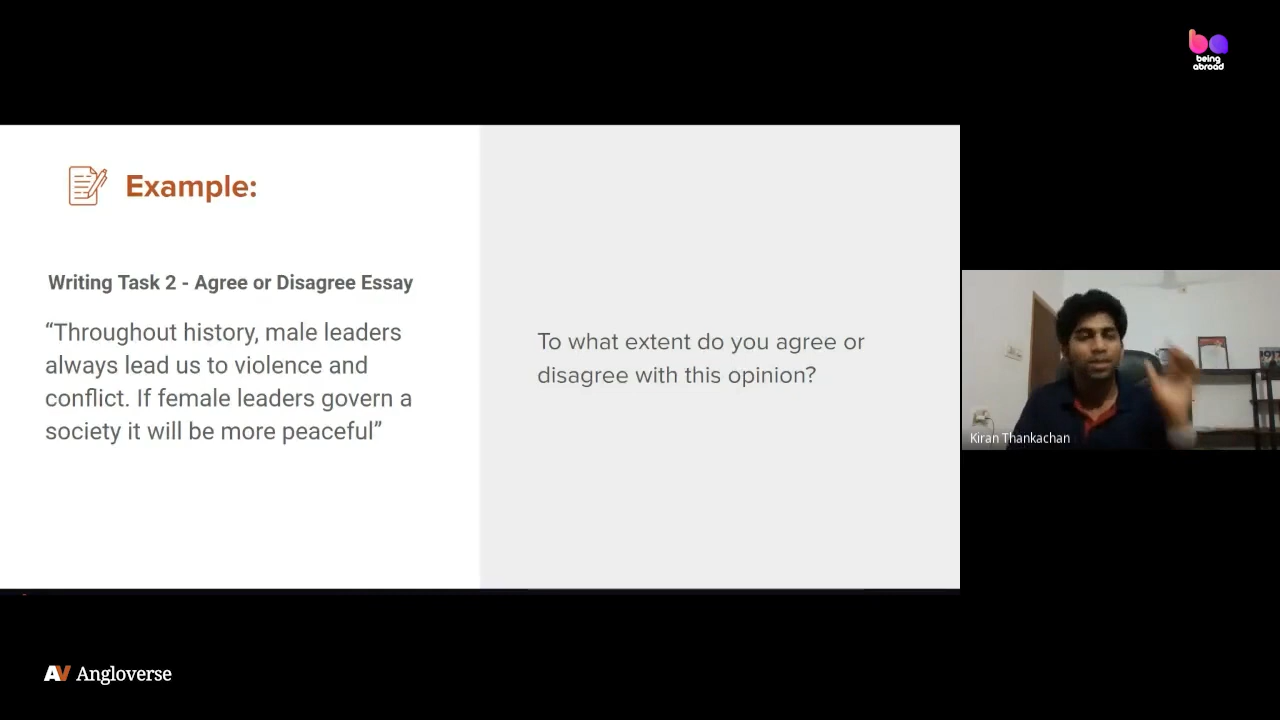 being
abroad
Example:
Writing Task 2 - Agree or Disagree Essay
“Throughout history, male leaders
always lead us to violence and
conflict. If female leaders govern a
society it will be more peaceful”
To what extent do you agree or
disagree with this opinion?
Kiran Thankachan
AV Angloverse